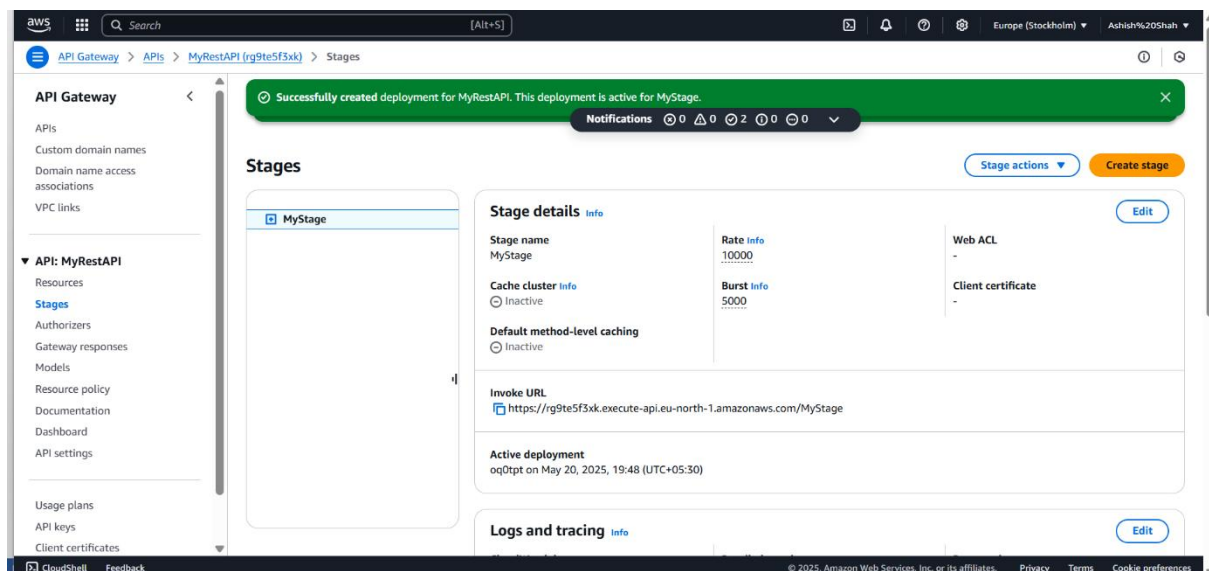 aws
Search [Alt+S] Europe (Stockholm) Ashish%20Shah
API Gateway > APIs > MyRestAPI (rg9te5f3xk) > Stages
API Gateway
APIs
Custom domain names
Domain name access
associations
VPC links
API: MyRestAPI
Resources
Stages
Authorizers
Gateway responses
Models
Resource policy
Documentation
Dashboard
API settings
Usage plans
API keys
Client certificates
Successfully created deployment for MyRestAPI. This deployment is active for MyStage.
Notifications 0 0 2 0 0
Stages
Stage actions
Create stage
MyStage
Stage details Info
Edit
Stage name
MyStage
Rate Info
10000
Web ACL
-
Cache cluster Info
Inactive
Burst Info
5000
Client certificate
-
Default method-level caching
Inactive
Invoke URL
https://rg9te5f3xk.execute-api.eu-north-1.amazonaws.com/MyStage
Active deployment
oq0tpt on May 20, 2025, 19:48 (UTC+05:30)
Logs and tracing Info
Edit
CloudShell Feedback
© 2025, Amazon Web Services, Inc. or its affiliates. Privacy Terms Cookie preferences